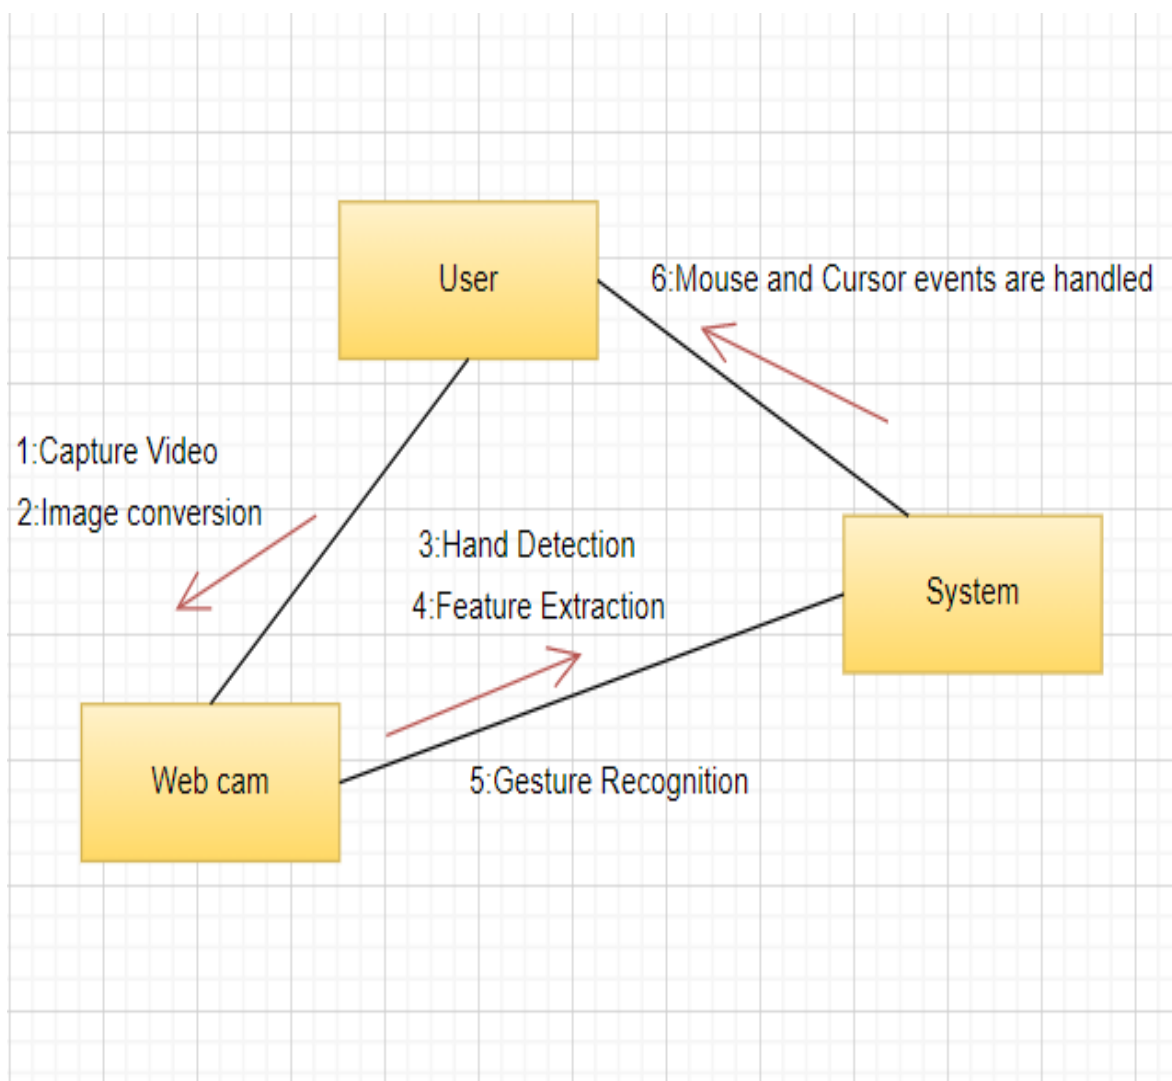 User
6:Mouse and Cursor events are handled
1:Capture Video
2:Image conversion
3:Hand Detection
4:Feature Extraction
System
Web cam
5:Gesture Recognition